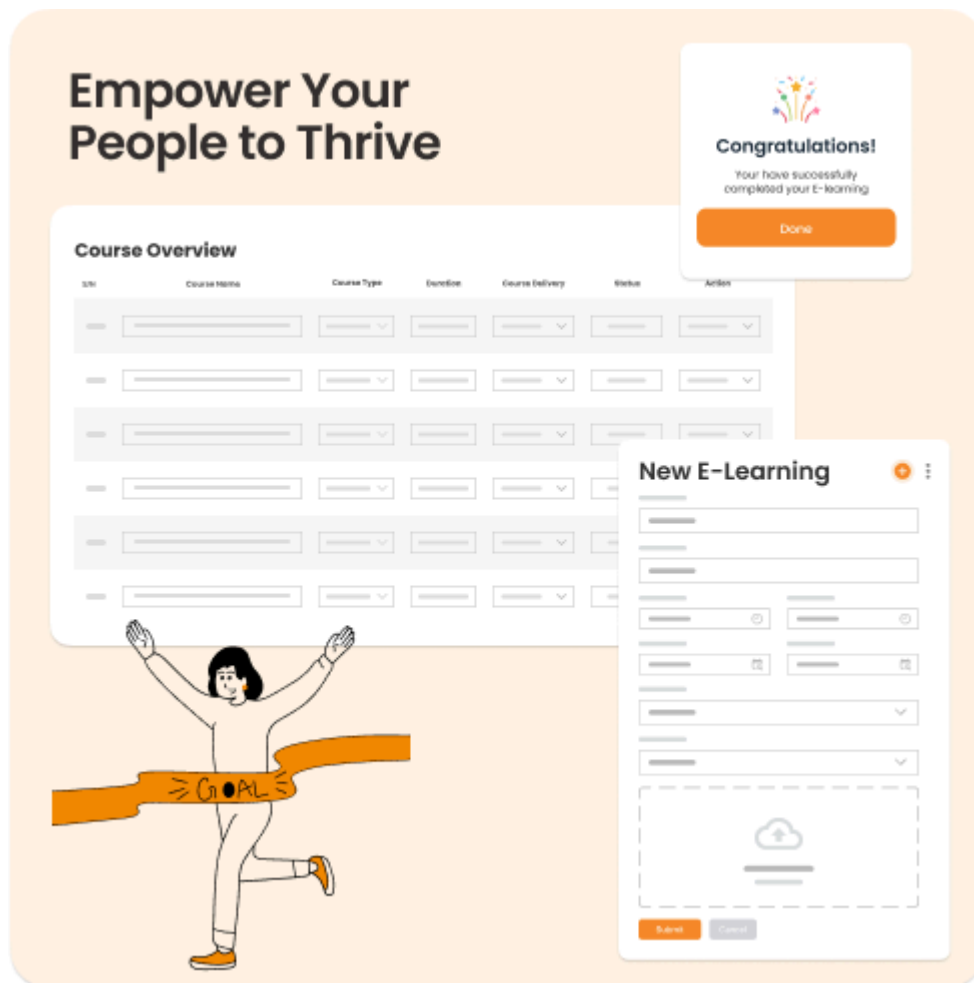 Empower Your
People to Thrive
Congratulations!
Your have successfully
completed your E-learning
Done
Course Overview
S/N Course Name Course Type Duration Course Delivery Status Action
New E-Learning
GOAL
Submit Cancel